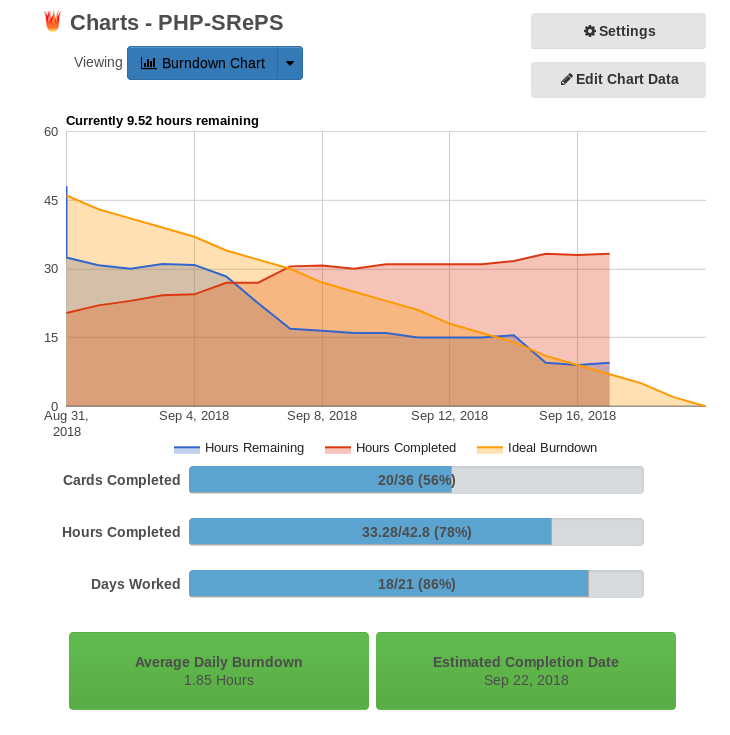 Charts - PHP-SRePS
Settings
Viewing Burndown Chart
Edit Chart Data
Currently 9.52 hours remaining
60
45
30
15
0
Aug 31, 2018
Sep 4, 2018
Sep 8, 2018
Sep 12, 2018
Sep 16, 2018
Hours Remaining
Hours Completed
Ideal Burndown
Cards Completed 20/36 (56%)
Hours Completed 33.28/42.8 (78%)
Days Worked 18/21 (86%)
Average Daily Burndown
1.85 Hours
Estimated Completion Date
Sep 22, 2018